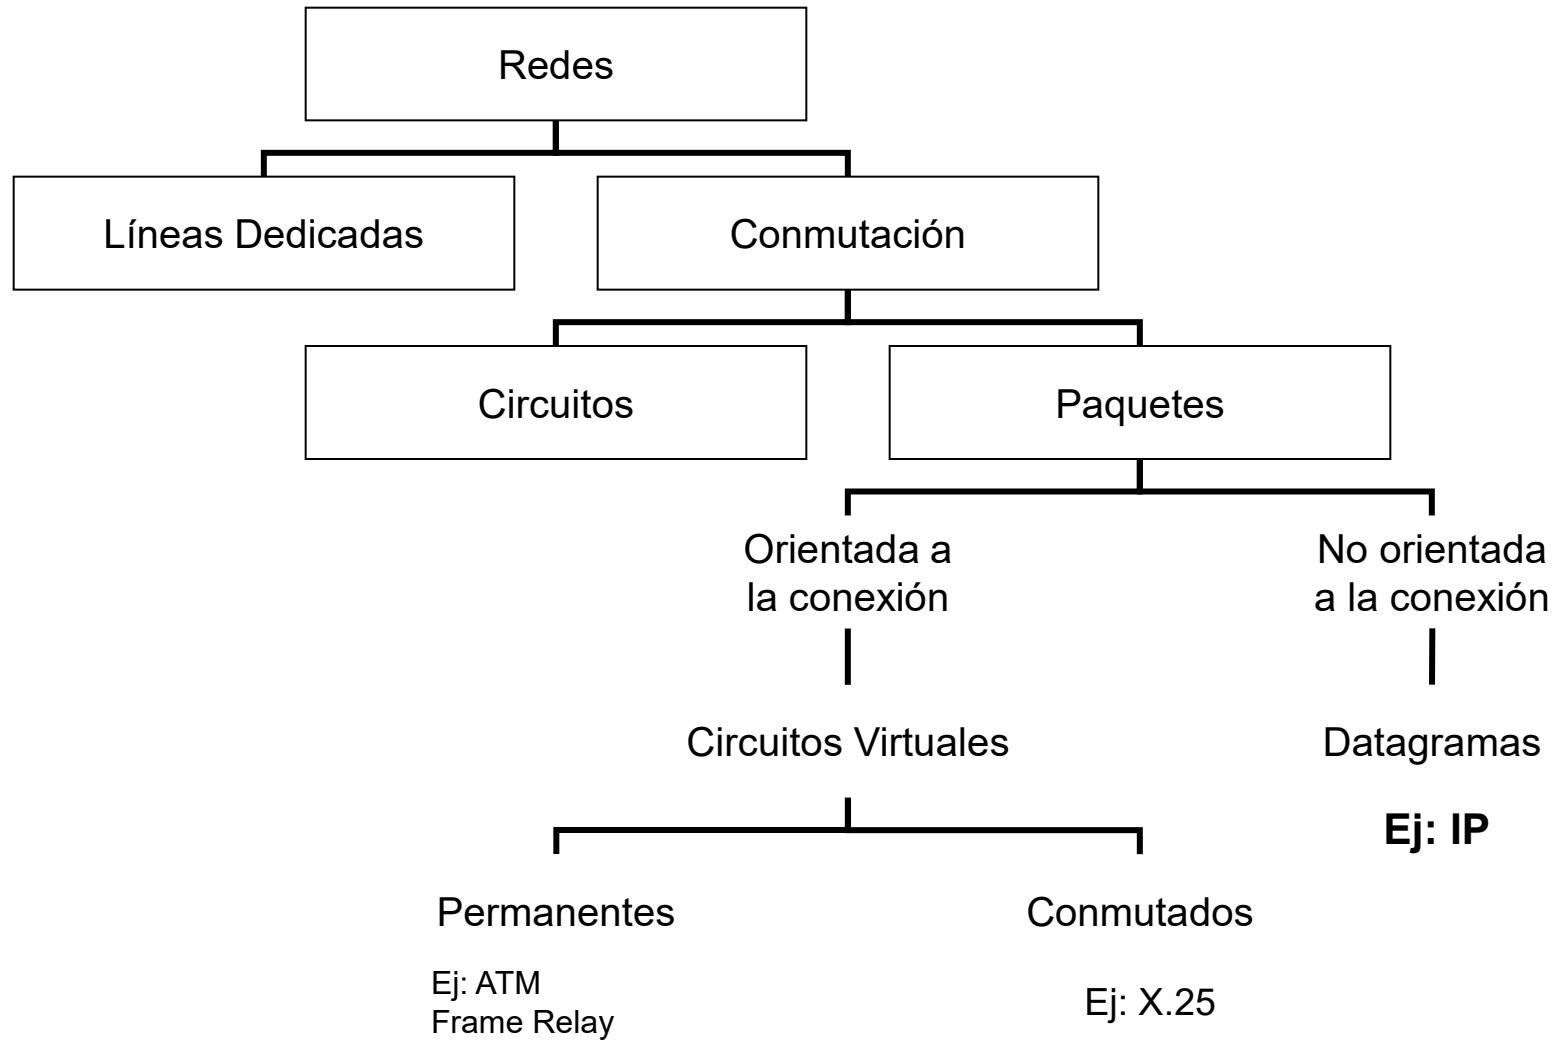 Redes
Líneas Dedicadas
Conmutación
Circuitos
Paquetes
Orientada a
la conexión
No orientada
a la conexión
Circuitos Virtuales
Datagramas
Ej: IP
Permanentes
Conmutados
Ej: ATM
Frame Relay
Ej: X.25